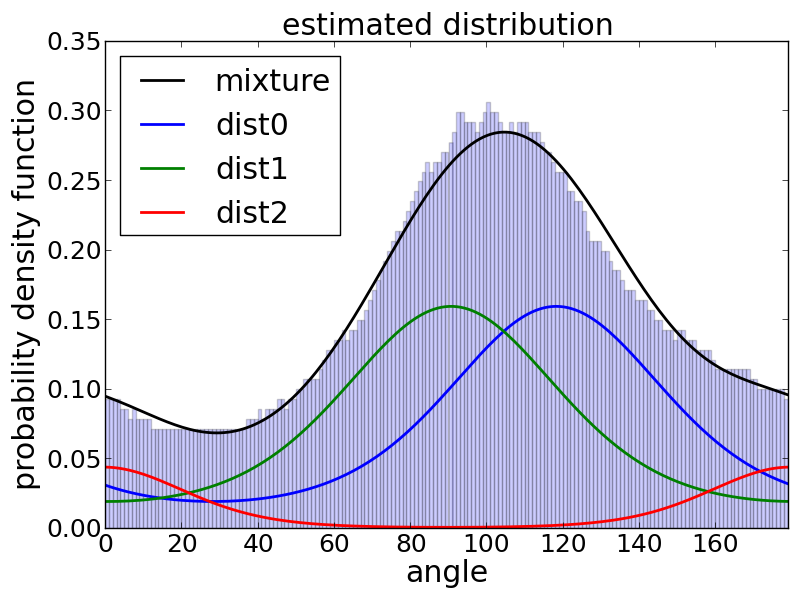 estimated distribution
probability density function
0.35
0.30
0.25
0.20
0.15
0.10
0.05
0.00
mixture
dist0
dist1
dist2
0 20 40 60 80 100 120 140 160
angle